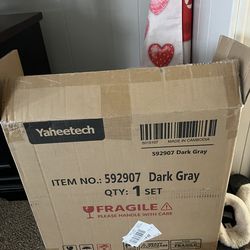 Yaheetech
MADE IN CAMBODIA
592907 Dark Gray
ITEM NO.: 592907 Dark Gray
QTY: 1 SET
FRAGILE
PLEASE HANDLE WITH CARE